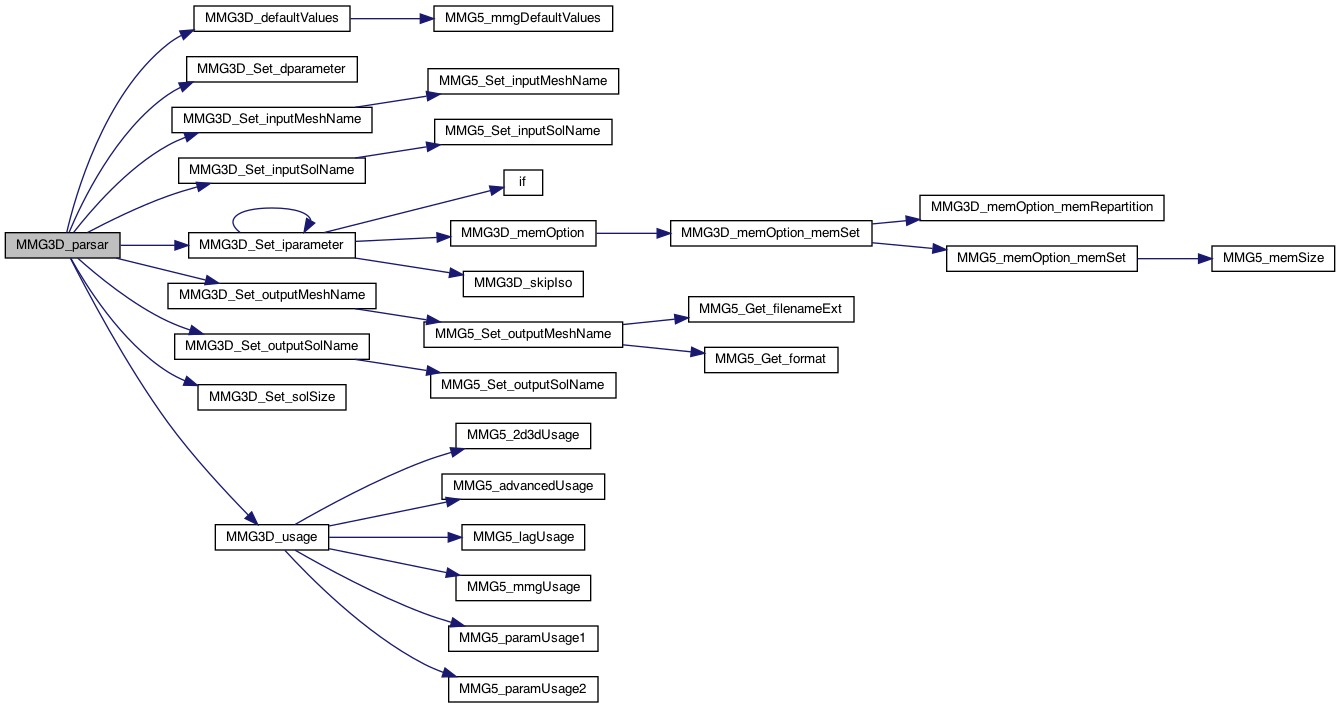 MMG3D_defaultValues
MMG5_mmgDefaultValues
MMG3D_Set_dparameter
MMG5_Set_inputMeshName
MMG3D_Set_inputMeshName
MMG5_Set_inputSolName
MMG3D_Set_inputSolName
if
MMG3D_memOption_memRepartition
MMG3D_memOption
MMG3D_memOption_memSet
MMG3D_parsar
MMG3D_Set_iparameter
MMG5_memOption_memSet
MMG5_memSize
MMG3D_skipIso
MMG3D_Set_outputMeshName
MMG5_Get_filenameExt
MMG5_Set_outputMeshName
MMG3D_Set_outputSolName
MMG5_Get_format
MMG5_Set_outputSolName
MMG3D_Set_solSize
MMG5_2d3dUsage
MMG5_advancedUsage
MMG3D_usage
MMG5_lagUsage
MMG5_mmgUsage
MMG5_paramUsage1
MMG5_paramUsage2